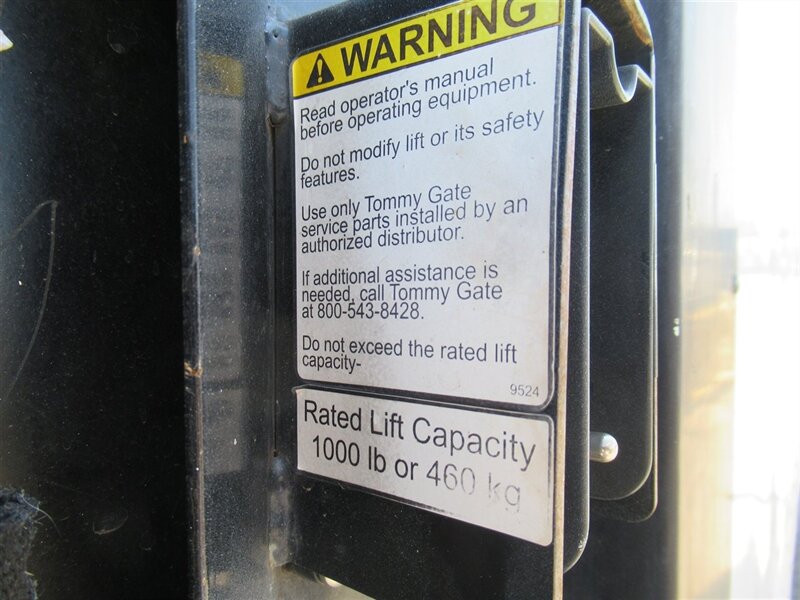 WARNING
Read operator's manual
before operating equipment.
Do not modify lift or its safety
features.
Use only Tommy Gate
service parts installed by an
authorized distributor.
If additional assistance is
needed, call Tommy Gate
at 800-543-8428.
Do not exceed the rated lift
capacity-
9524
Rated Lift Capacity
1000 lb or 460 kg